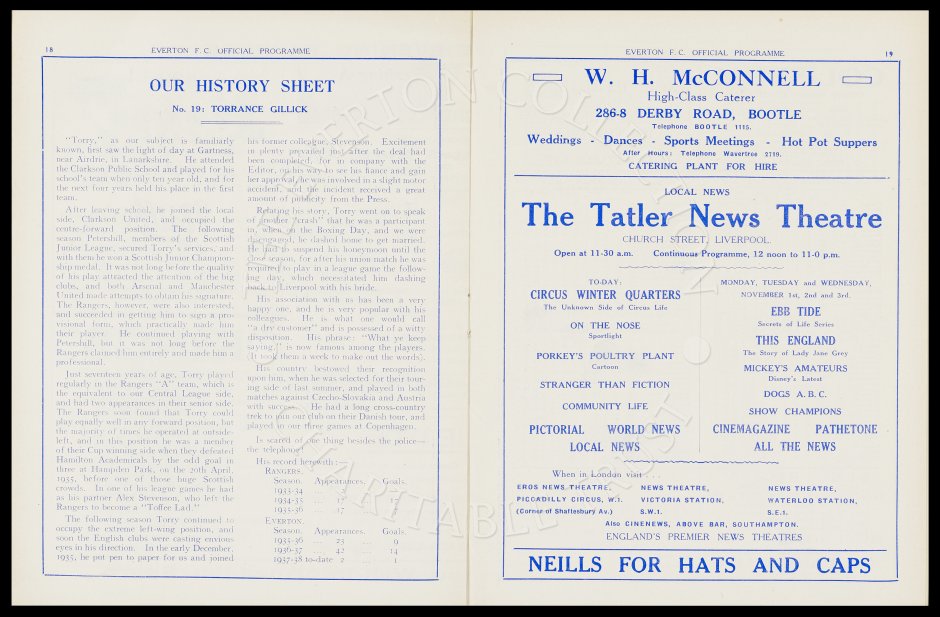 18
EVERTON F. C. OFFICIAL PROGRAMME
OUR HISTORY SHEET
No. 19: TORRANCE GILLICK
"Torry," as our subject is familiarly
known, first saw the light of day at Gartness,
near Airdrie, in Lanarkshire. He attended
the Clarkson Public School and played for his
school's team when only ten year old, and for
the next four years held his place in the first
team.
After leaving school, he joined the local
side, Clarkson United, and occupied the
centre-forward position. The following
season Petershill, members of the Scottish
Junior League, secured Torry's services, and
with them he won a Scottish Junior Champion-
ship medal. It was not long before the quality
of his play attracted the attention of the big
clubs, and both Arsenal and Manchester
United made attempts to obtain his signature.
The Rangers, however, were also interested,
and succeeded in getting him to sign a pro-
visional form, which practically made him
their player. He continued playing with
Petershill, but it was not long before the
Rangers claimed him entirely and made him a
professional.
Just seventeen years of age, Torry played
regularly in the Rangers "A" team, which is
the equivalent to our Central League side,
and had two appearances in their senior side.
The Rangers soon found that Torry could
play equally well in any forward position, but
the majority of times he operated at outside-
left, and in this position he was a member
of their Cup winning side when they defeated
Hamilton Academicals by the odd goal in
three at Hampden Park, on the 20th April,
1935, before one of those huge Scottish
crowds. In one of his league games he had
as his partner Alex Stevenson, who left the
Rangers to become a "Toffee Lad."
The following season Torry continued to
occupy the extreme left-wing position, and
soon the English clubs were casting envious
eyes in his direction. In the early December,
1935, he put pen to paper for us and joined
his former colleague, Stevenson. Excitement
in plenty prevailed just after the deal had
been completed, for in company with the
Editor, on his way to see his fiance and gain
her approval, he was involved in a slight motor
accident, and the incident received a great
amount of publicity from the Press.
Relating his story, Torry went on to speak
of another "crash" that he was a participant
in, when on the Boxing Day, and we were
disengaged, he dashed home to get married.
He had to suspend his honeymoon until the
close season, for after his union match he was
required to play in a league game the follow-
ing day, which necessitated him dashing
back to Liverpool with his bride.
His association with us has been a very
happy one, and he is very popular with his
colleagues. He is what one would call
"a dry customer" and is possessed of a witty
disposition. His phrase: "What ye keep
saying," is now famous among the players.
(It took them a week to make out the words).
His country bestowed their recognition
upon him, when he was selected for their tour-
ing side of last summer, and played in both
matches against Czecho-Slovakia and Austria
with success. He had a long cross-country
trek to join our club on their Danish tour, and
played in our three games at Copenhagen.
Is scared of one thing besides the police—
the telephone!
His record herewith:—
RANGERS.
Season. Appearances. Goals.
1933-34
1934-35 17
1935-36 17
EVERTON.
Season. Appearances. Goals.
1935-36 ... 23 ... 9
1936-37 ... 42 ... 14
1937-38 to-date 2 ... 1
EVERTON F. C. OFFICIAL PROGRAMME
19
W. H. McCONNELL
High-Class Caterer
286-8 DERBY ROAD, BOOTLE
Telephone BOOTLE 1115.
Weddings - Dances - Sports Meetings - Hot Pot Suppers
After Hours: Telephone Wavertree 2719.
CATERING PLANT FOR HIRE
LOCAL NEWS
The Tatler News Theatre
CHURCH STREET, LIVERPOOL.
Open at 11-30 a.m. Continuous Programme, 12 noon to 11-0 p.m.
TO-DAY:
CIRCUS WINTER QUARTERS
The Unknown Side of Circus Life
ON THE NOSE
Sportlight
PORKEY'S POULTRY PLANT
Cartoon
STRANGER THAN FICTION
COMMUNITY LIFE
PICTORIAL WORLD NEWS
LOCAL NEWS
MONDAY, TUESDAY and WEDNESDAY,
NOVEMBER 1st, 2nd and 3rd.
EBB TIDE
Secrets of Life Series
THIS ENGLAND
The Story of Lady Jane Grey
MICKEY'S AMATEURS
Disney's Latest
DOGS A.B.C.
SHOW CHAMPIONS
CINEMAGAZINE PATHETONE
ALL THE NEWS
When in London visit
EROS NEWS THEATRE,
PICCADILLY CIRCUS, W.1.
(Corner of Shaftesbury Av.)
NEWS THEATRE,
VICTORIA STATION,
S.W.1.
NEWS THEATRE,
WATERLOO STATION,
S.E.1.
Also CINENEWS, ABOVE BAR, SOUTHAMPTON.
ENGLAND'S PREMIER NEWS THEATRES
NEILLS FOR HATS AND CAPS